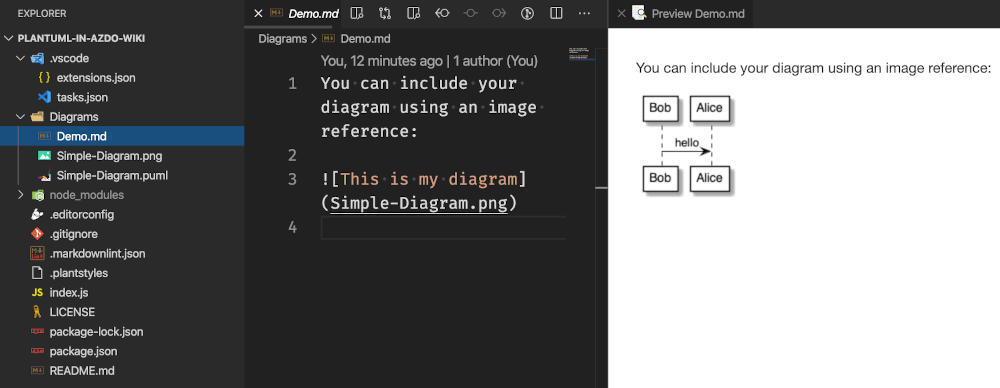 EXPLORER
PLANTUML-IN-AZDO-WIKI
.vscode
{ } extensions.json
tasks.json
Diagrams
Demo.md
Simple-Diagram.png
Simple-Diagram.puml
node_modules
.editorconfig
.gitignore
.markdownlint.json
.plantstyles
JS index.js
LICENSE
package-lock.json
package.json
README.md
Demo.md
Diagrams > Demo.md
You, 12 minutes ago | 1 author (You)
1 You can include your
diagram using an image
reference:
2
3 ![This is my diagram]
(Simple-Diagram.png)
4
Preview Demo.md
You can include your diagram using an image reference:
Bob Alice
hello
Bob Alice